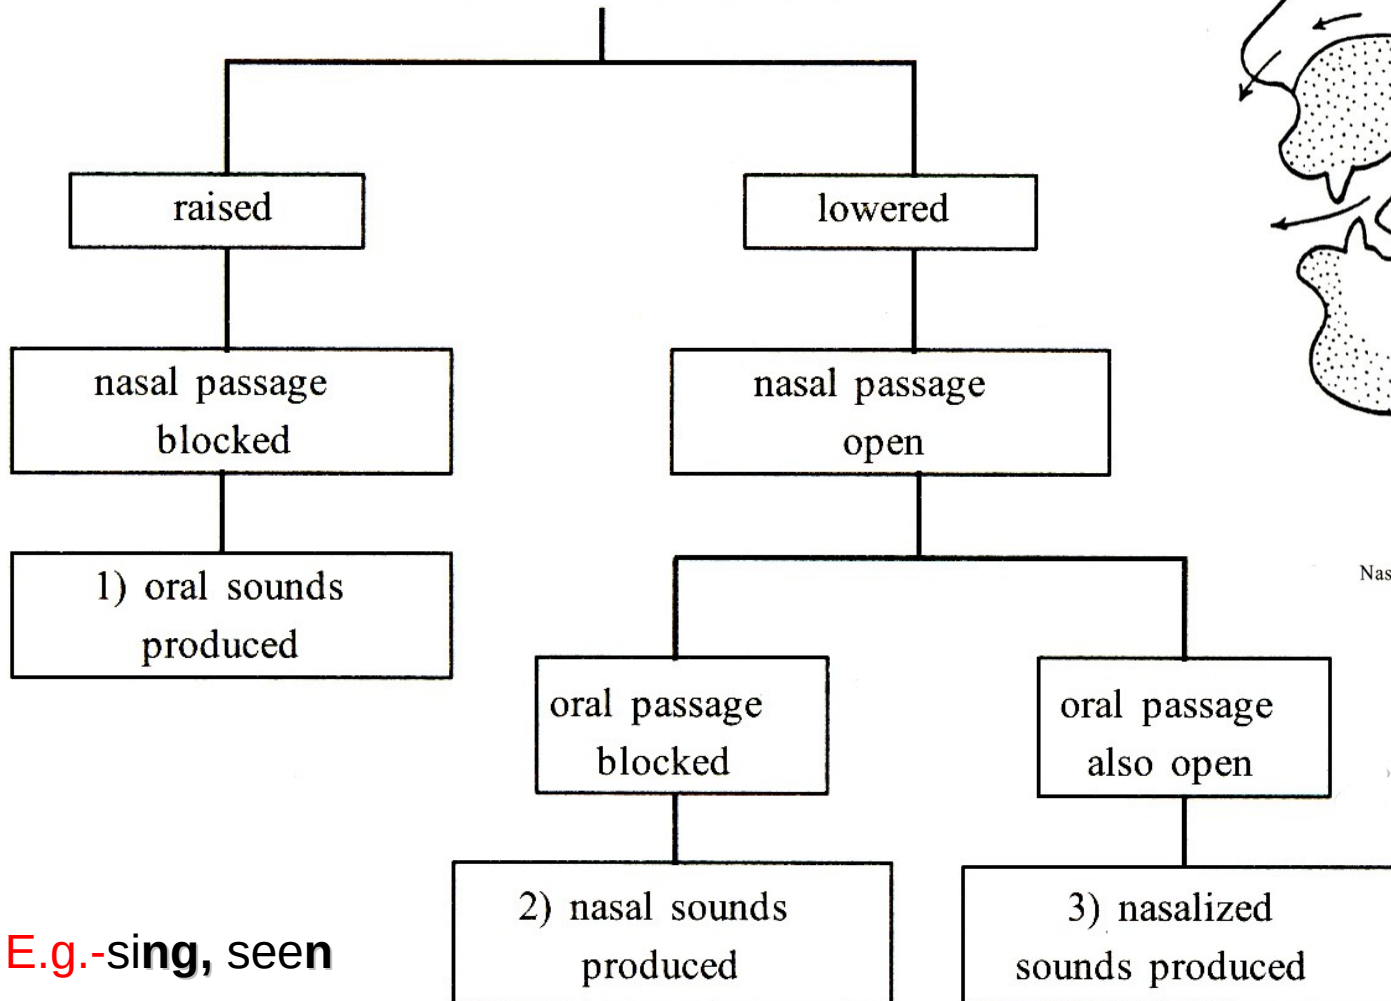 raised
lowered
nasal passage
blocked
nasal passage
open
1) oral sounds
produced
Nas
oral passage
blocked
oral passage
also open
2) nasal sounds
produced
3) nasalized
sounds produced
E.g.-sing, seen